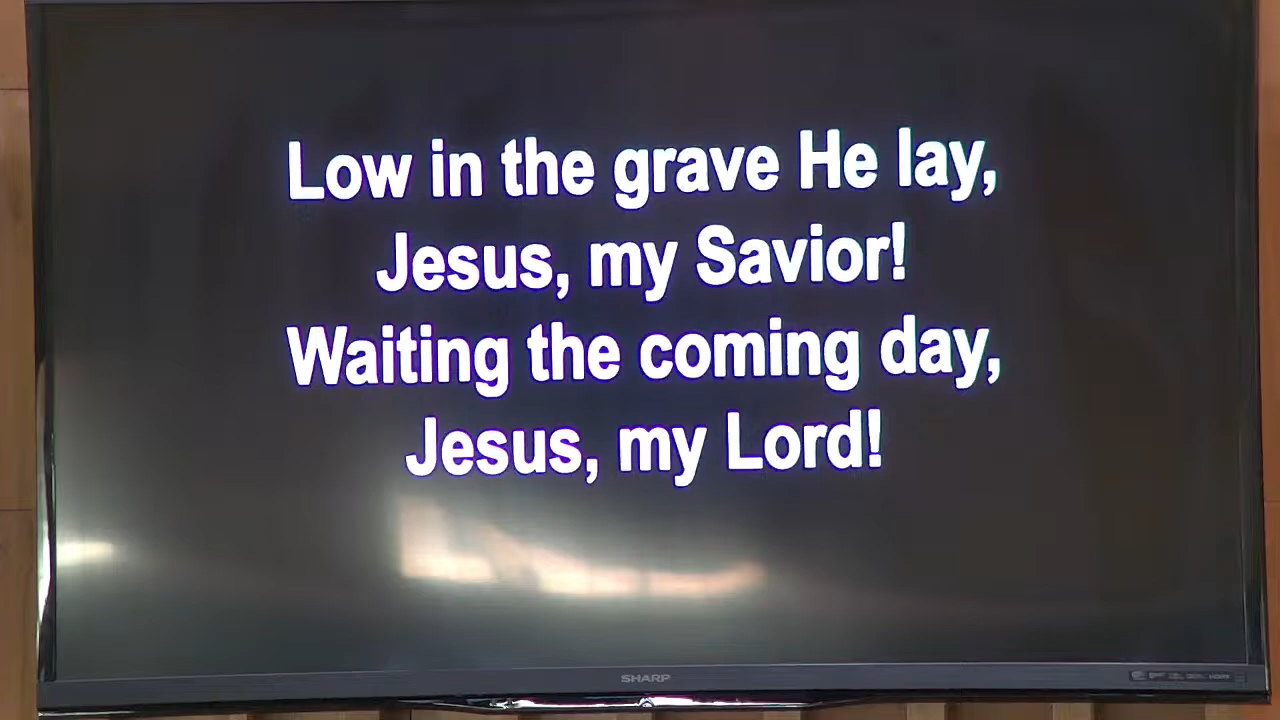 Low in the grave He lay,
Jesus, my Savior!
Waiting the coming day,
Jesus, my Lord!
SHARP